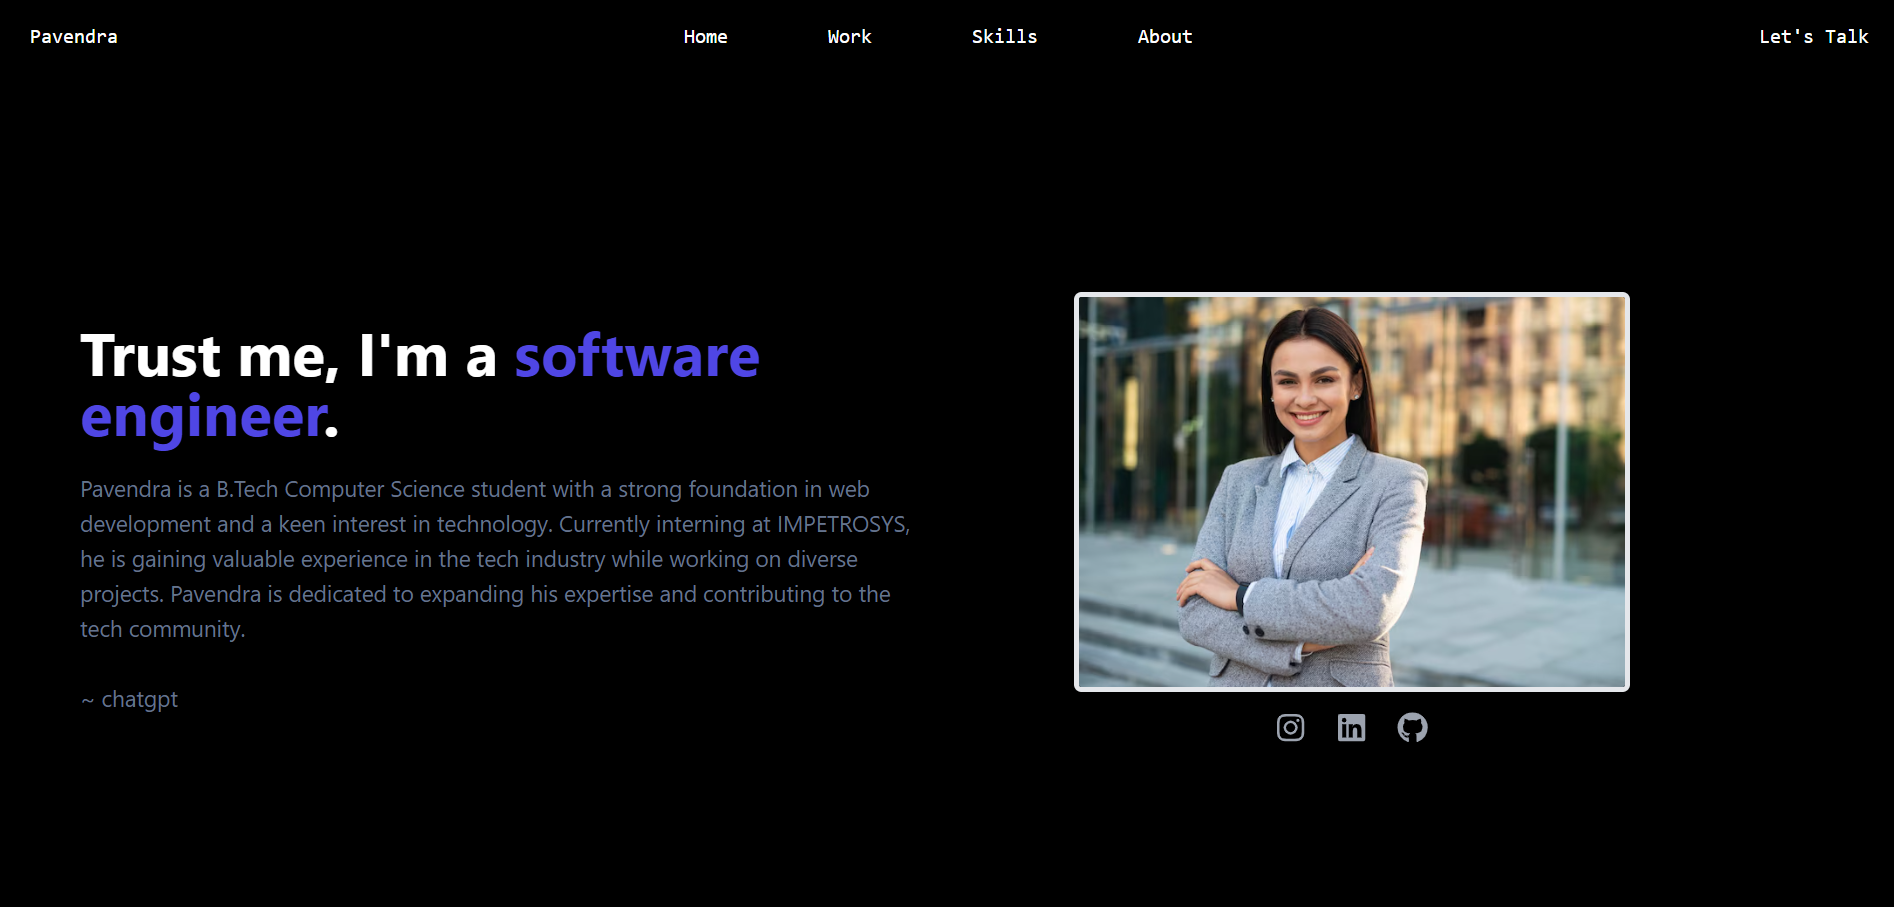 Pavendra
Home
Work
Skills
About
Let's Talk
Trust me, I'm a software
engineer.
Pavendra is a B.Tech Computer Science student with a strong foundation in web
development and a keen interest in technology. Currently interning at IMPETROSYS,
he is gaining valuable experience in the tech industry while working on diverse
projects. Pavendra is dedicated to expanding his expertise and contributing to the
tech community.
~ chatgpt